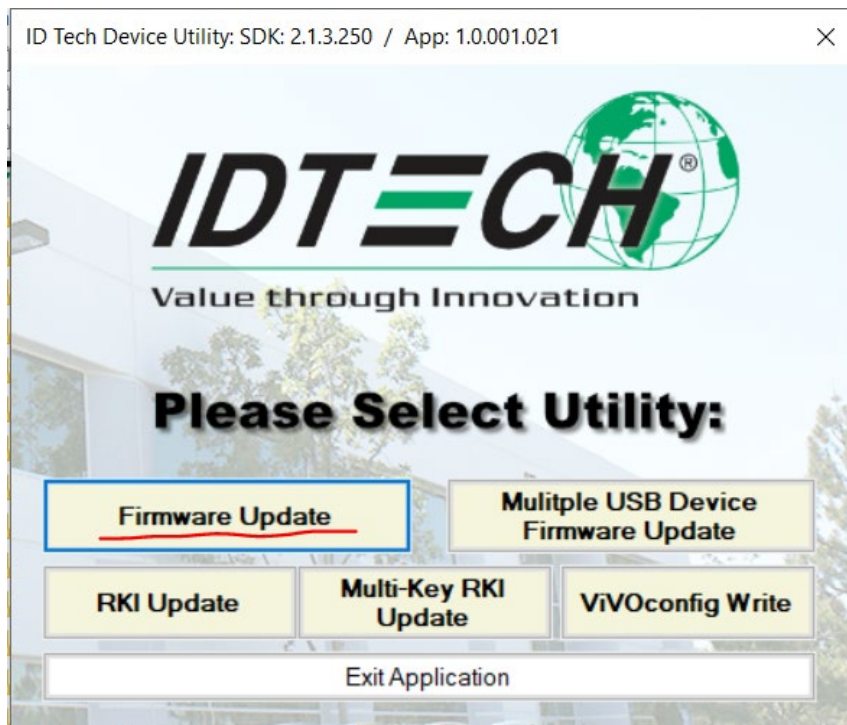 ID Tech Device Utility: SDK: 2.1.3.250 / App: 1.0.001.021
IDTECH®
Value through Innovation
Please Select Utility:
Firmware Update
Mulitple USB Device
Firmware Update
RKI Update
Multi-Key RKI
Update
ViVOconfig Write
Exit Application